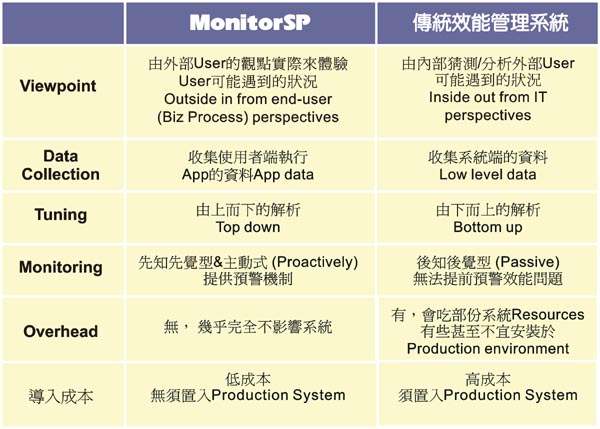 MonitorSP
傳統效能管理系統
Viewpoint
由外部User的觀點實際來體驗
User可能遇到的狀況
Outside in from end-user
(Biz Process) perspectives
由內部猜測/分析外部User
可能遇到的狀況
Inside out from IT
perspectives
Data
Collection
收集使用者端執行
App的資料App data
收集系統端的資料
Low level data
Tuning
由上而下的解析
Top down
由下而上的解析
Bottom up
Monitoring
先知先覺型&主動式 (Proactively)
提供預警機制
後知後覺型 (Passive)
無法提前預警效能問題
Overhead
無， 幾乎完全不影響系統
有，會吃部份系統Resources
有些甚至不宜安裝於
Production environment
導入成本
低成本
無須置入Production System
高成本
須置入Production System